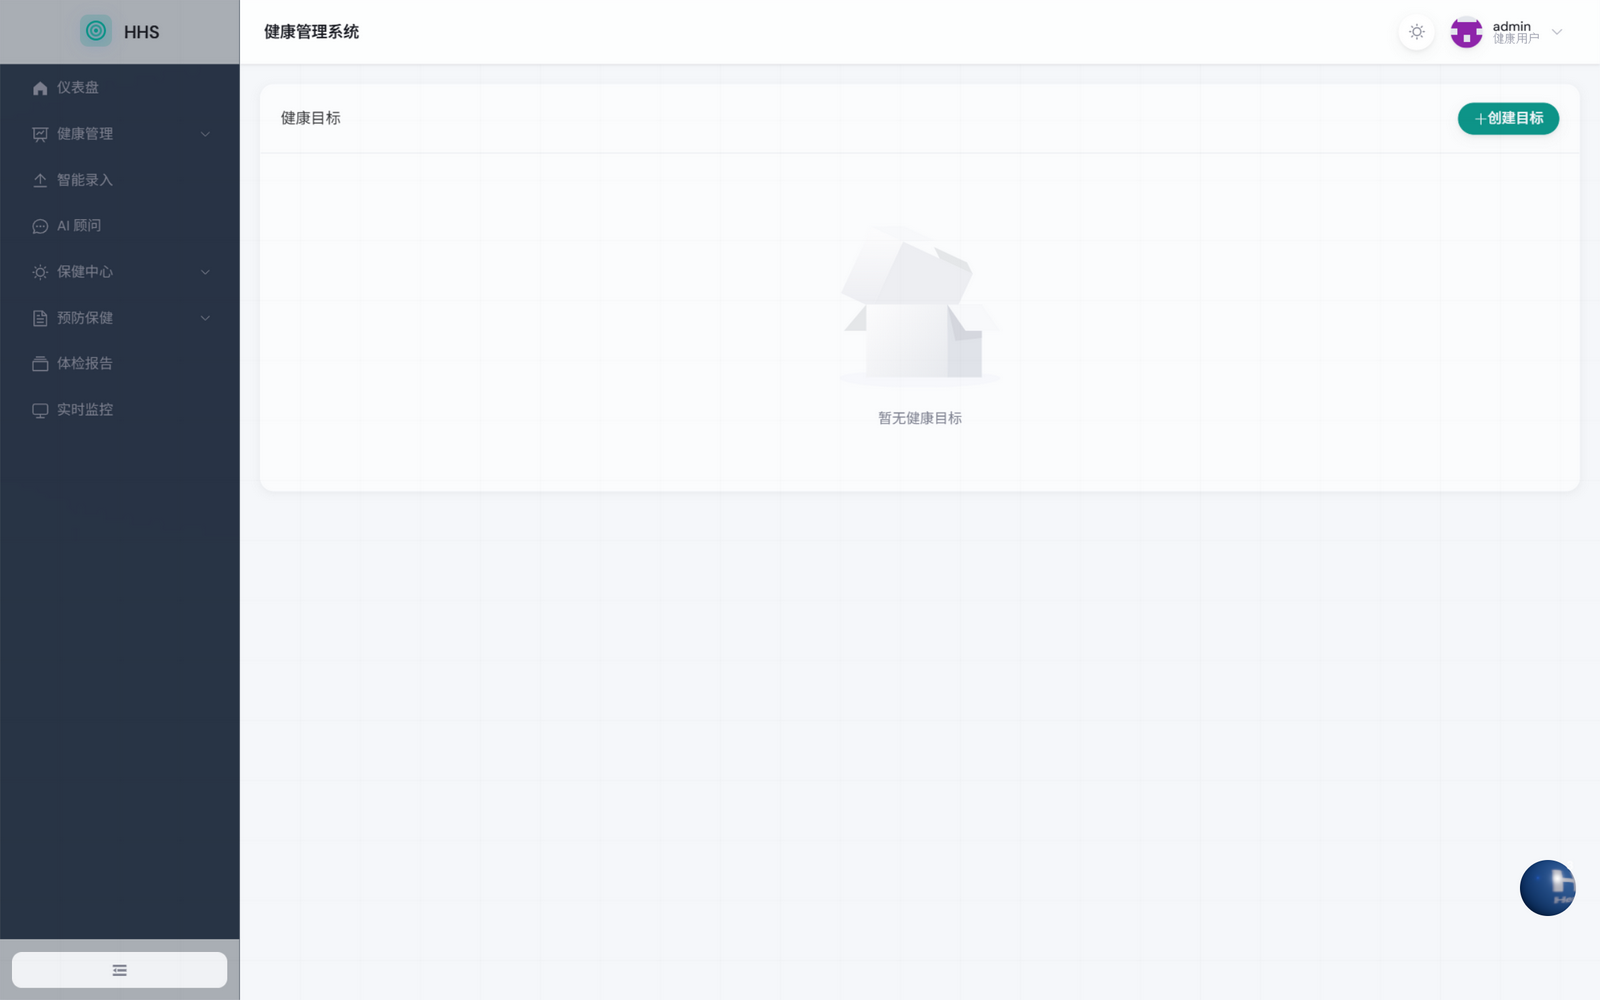 HHS
健康管理系统
admin
健康用户
仪表盘
健康管理
智能录入
AI 顾问
保健中心
预防保健
体检报告
实时监控
健康目标
创建目标
暂无健康目标